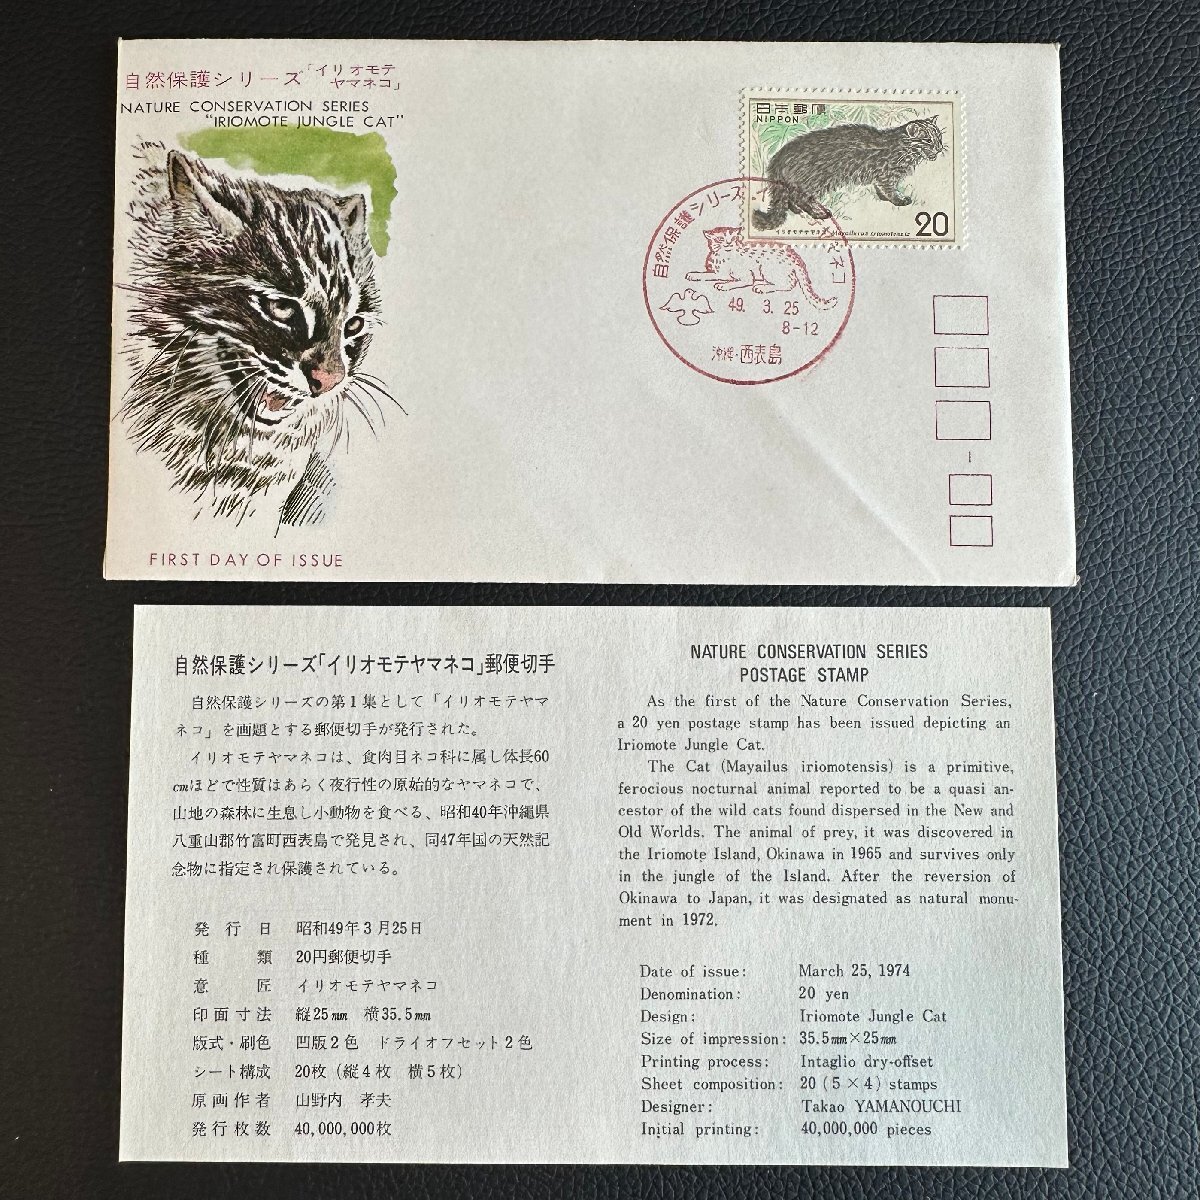 自然保護シリーズ「イリオモテ
ヤマネコ」
NATURE CONSERVATION SERIES
"IRIOMOTE JUNGLE CAT"
FIRST DAY OF ISSUE
日本郵便
NIPPON
20
イリオモテヤマネコ Mayailurus iriomotensis
自然保護シリーズ・イ
マネコ
49. 3. 25
8-12
沖縄・西表島
自然保護シリーズ「イリオモテヤマネコ」郵便切手
自然保護シリーズの第1集として「イリオモテヤマ
ネコ」を画題とする郵便切手が発行された。
イリオモテヤマネコは、食肉目ネコ科に属し体長60
cmほどで性質はあらく夜行性の原始的なヤマネコで、
山地の森林に生息し小動物を食べる、昭和40年沖縄県
八重山郡竹富町西表島で発見され、同47年国の天然記
念物に指定され保護されている。
発行日 昭和49年3月25日
種類 20円郵便切手
意匠 イリオモテヤマネコ
印面寸法 縦25mm 横35.5mm
版式・刷色 凹版2色 ドライオフセット2色
シート構成 20枚(縦4枚 横5枚)
原画作者 山野内 孝夫
発行枚数 40,000,000枚
NATURE CONSERVATION SERIES
POSTAGE STAMP
As the first of the Nature Conservation Series,
a 20 yen postage stamp has been issued depicting an
Iriomote Jungle Cat.
The Cat (Mayailus iriomotensis) is a primitive,
ferocious nocturnal animal reported to be a quasi an-
cestor of the wild cats found dispersed in the New and
Old Worlds. The animal of prey, it was discovered in
the Iriomote Island, Okinawa in 1965 and survives only
in the jungle of the Island. After the reversion of
Okinawa to Japan, it was designated as natural monu-
ment in 1972.
Date of issue: March 25, 1974
Denomination: 20 yen
Design: Iriomote Jungle Cat
Size of impression: 35.5mm×25mm
Printing process: Intaglio dry-offset
Sheet composition: 20 (5×4) stamps
Designer: Takao YAMANOUCHI
Initial printing: 40,000,000 pieces